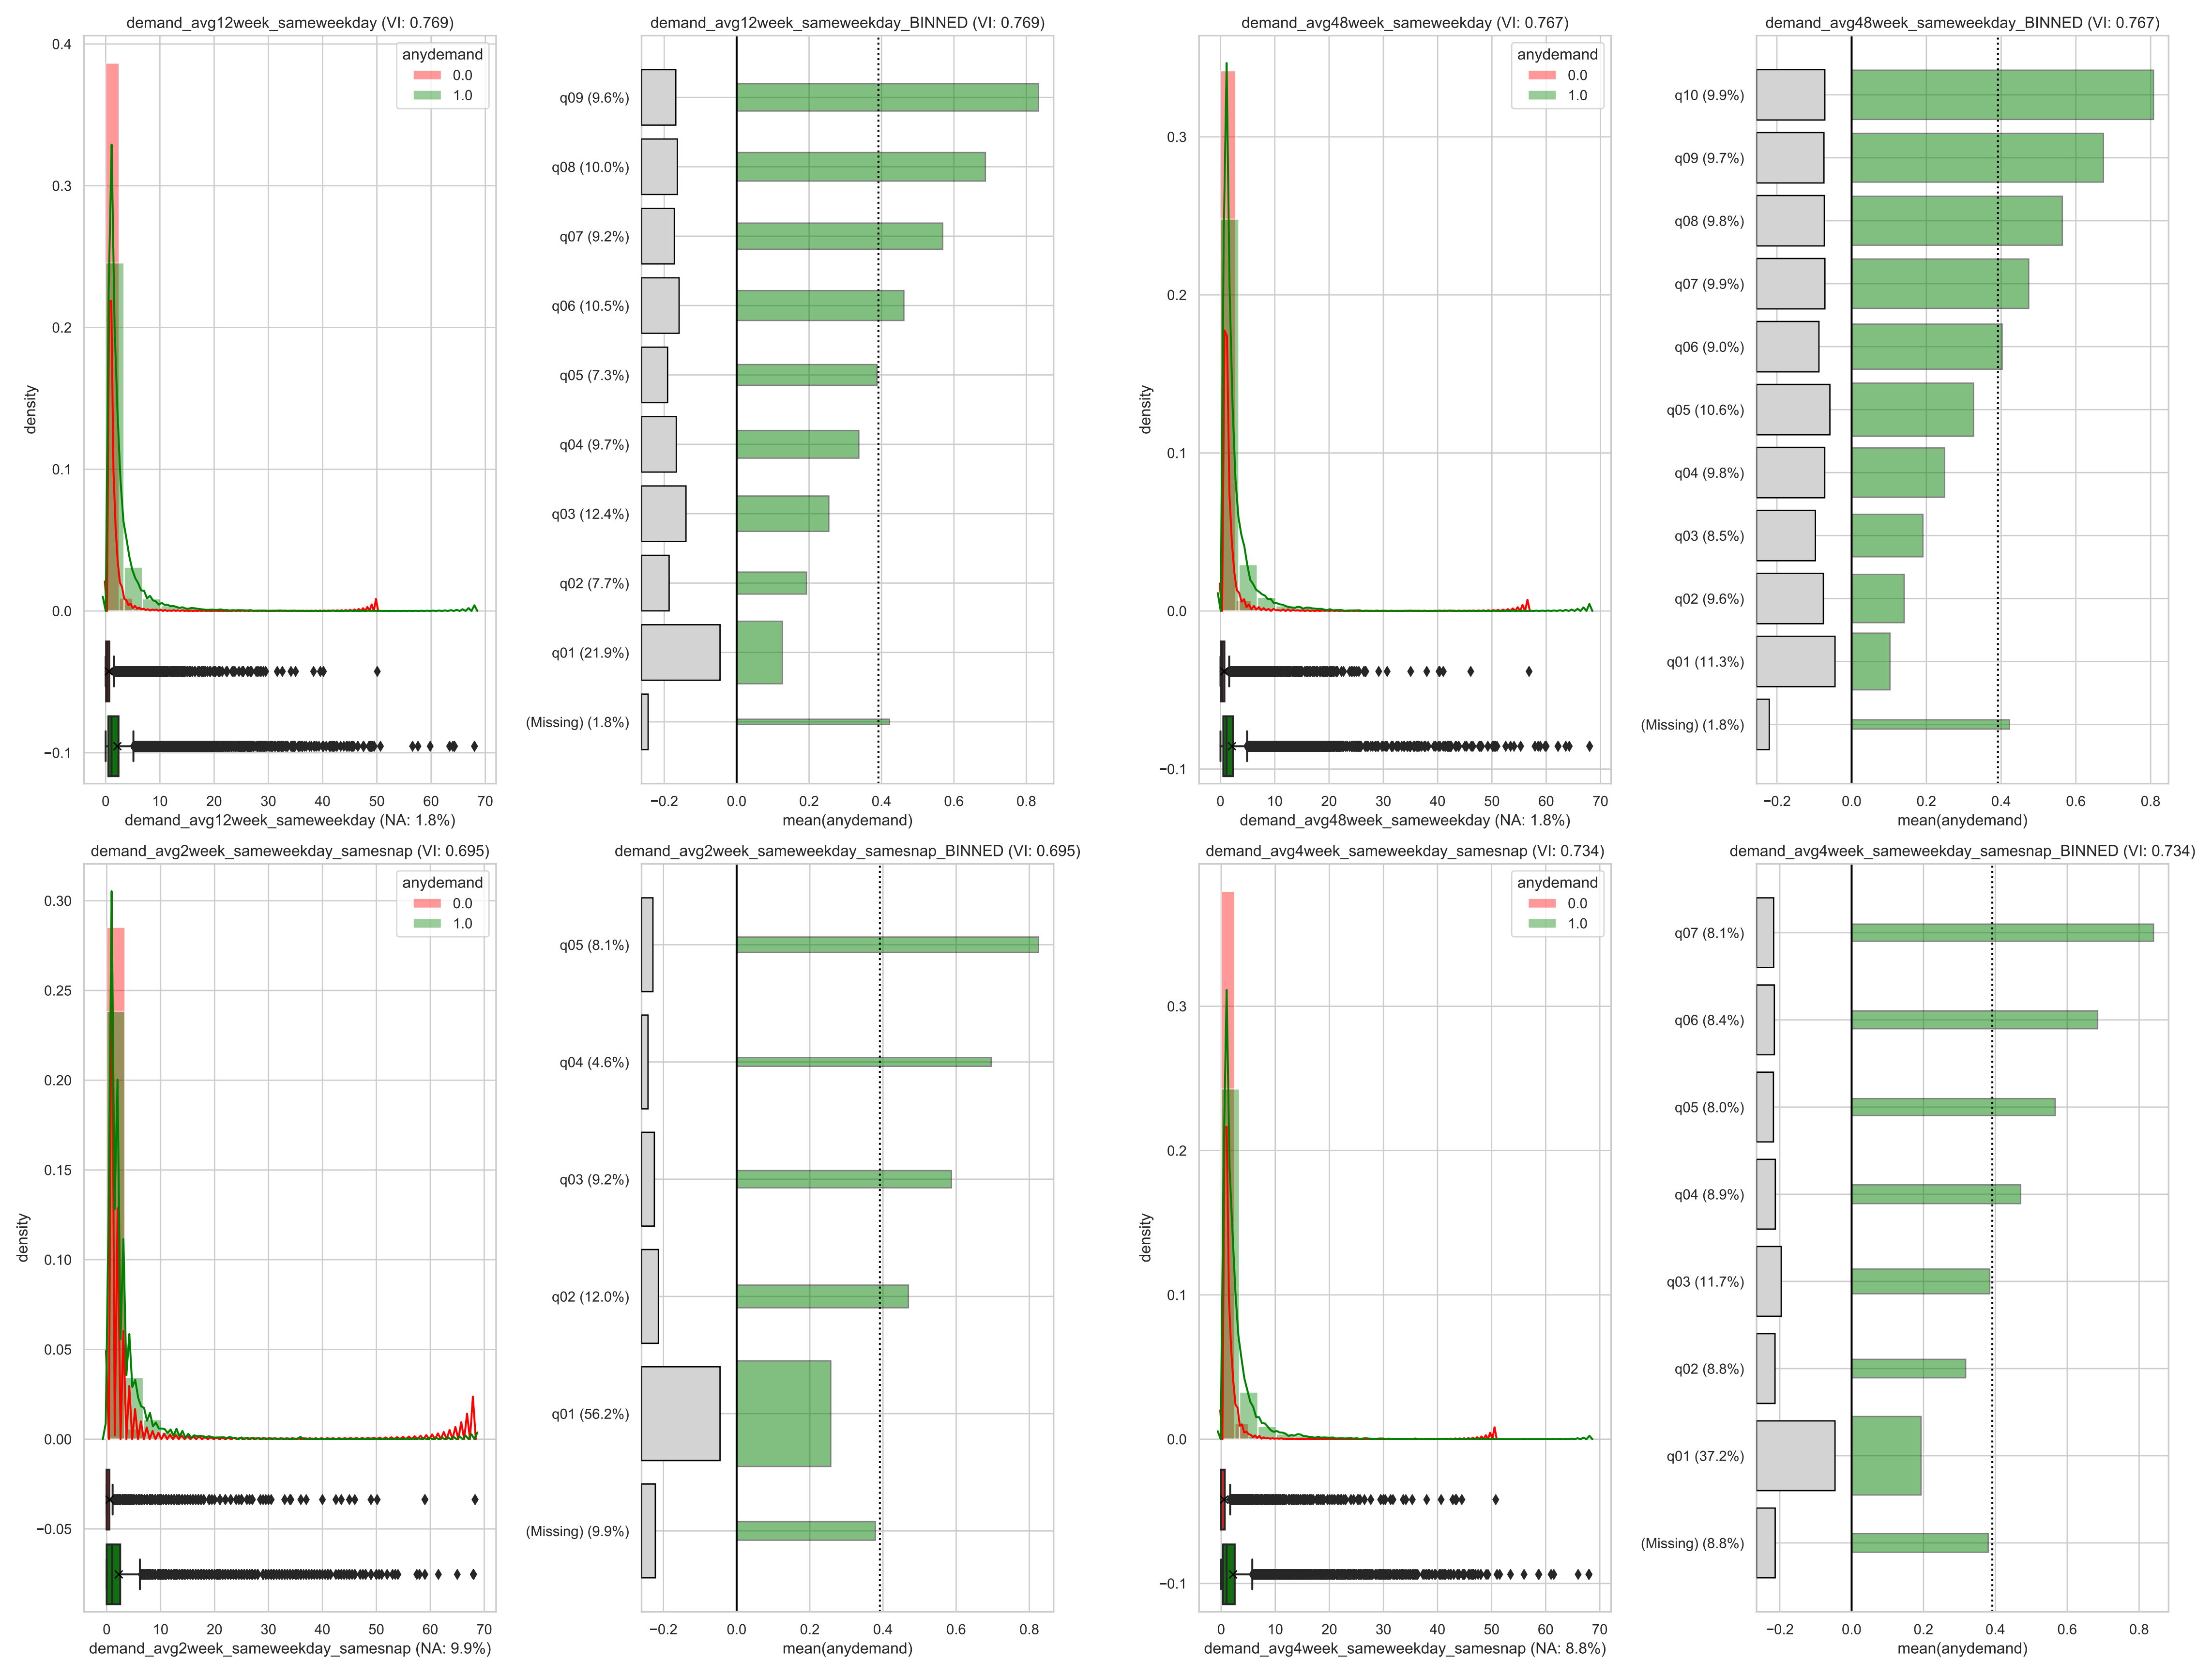 demand_avg12week_sameweekday (VI: 0.769)
anydemand
0.0
1.0
density
0.4
0.3
0.2
0.1
0.0
−0.1
0 10 20 30 40 50 60 70
demand_avg12week_sameweekday (NA: 1.8%)
demand_avg12week_sameweekday_BINNED (VI: 0.769)
q09 (9.6%)
q08 (10.0%)
q07 (9.2%)
q06 (10.5%)
q05 (7.3%)
q04 (9.7%)
q03 (12.4%)
q02 (7.7%)
q01 (21.9%)
(Missing) (1.8%)
−0.2 0.0 0.2 0.4 0.6 0.8
mean(anydemand)
demand_avg48week_sameweekday (VI: 0.767)
anydemand
0.0
1.0
density
0.3
0.2
0.1
0.0
−0.1
0 10 20 30 40 50 60 70
demand_avg48week_sameweekday (NA: 1.8%)
demand_avg48week_sameweekday_BINNED (VI: 0.767)
q10 (9.9%)
q09 (9.7%)
q08 (9.8%)
q07 (9.9%)
q06 (9.0%)
q05 (10.6%)
q04 (9.8%)
q03 (8.5%)
q02 (9.6%)
q01 (11.3%)
(Missing) (1.8%)
−0.2 0.0 0.2 0.4 0.6 0.8
mean(anydemand)
demand_avg2week_sameweekday_samesnap (VI: 0.695)
anydemand
0.0
1.0
density
0.30
0.25
0.20
0.15
0.10
0.05
0.00
−0.05
0 10 20 30 40 50 60 70
demand_avg2week_sameweekday_samesnap (NA: 9.9%)
demand_avg2week_sameweekday_samesnap_BINNED (VI: 0.695)
q05 (8.1%)
q04 (4.6%)
q03 (9.2%)
q02 (12.0%)
q01 (56.2%)
(Missing) (9.9%)
−0.2 0.0 0.2 0.4 0.6 0.8
mean(anydemand)
demand_avg4week_sameweekday_samesnap (VI: 0.734)
anydemand
0.0
1.0
density
0.3
0.2
0.1
0.0
−0.1
0 10 20 30 40 50 60 70
demand_avg4week_sameweekday_samesnap (NA: 8.8%)
demand_avg4week_sameweekday_samesnap_BINNED (VI: 0.734)
q07 (8.1%)
q06 (8.4%)
q05 (8.0%)
q04 (8.9%)
q03 (11.7%)
q02 (8.8%)
q01 (37.2%)
(Missing) (8.8%)
−0.2 0.0 0.2 0.4 0.6 0.8
mean(anydemand)